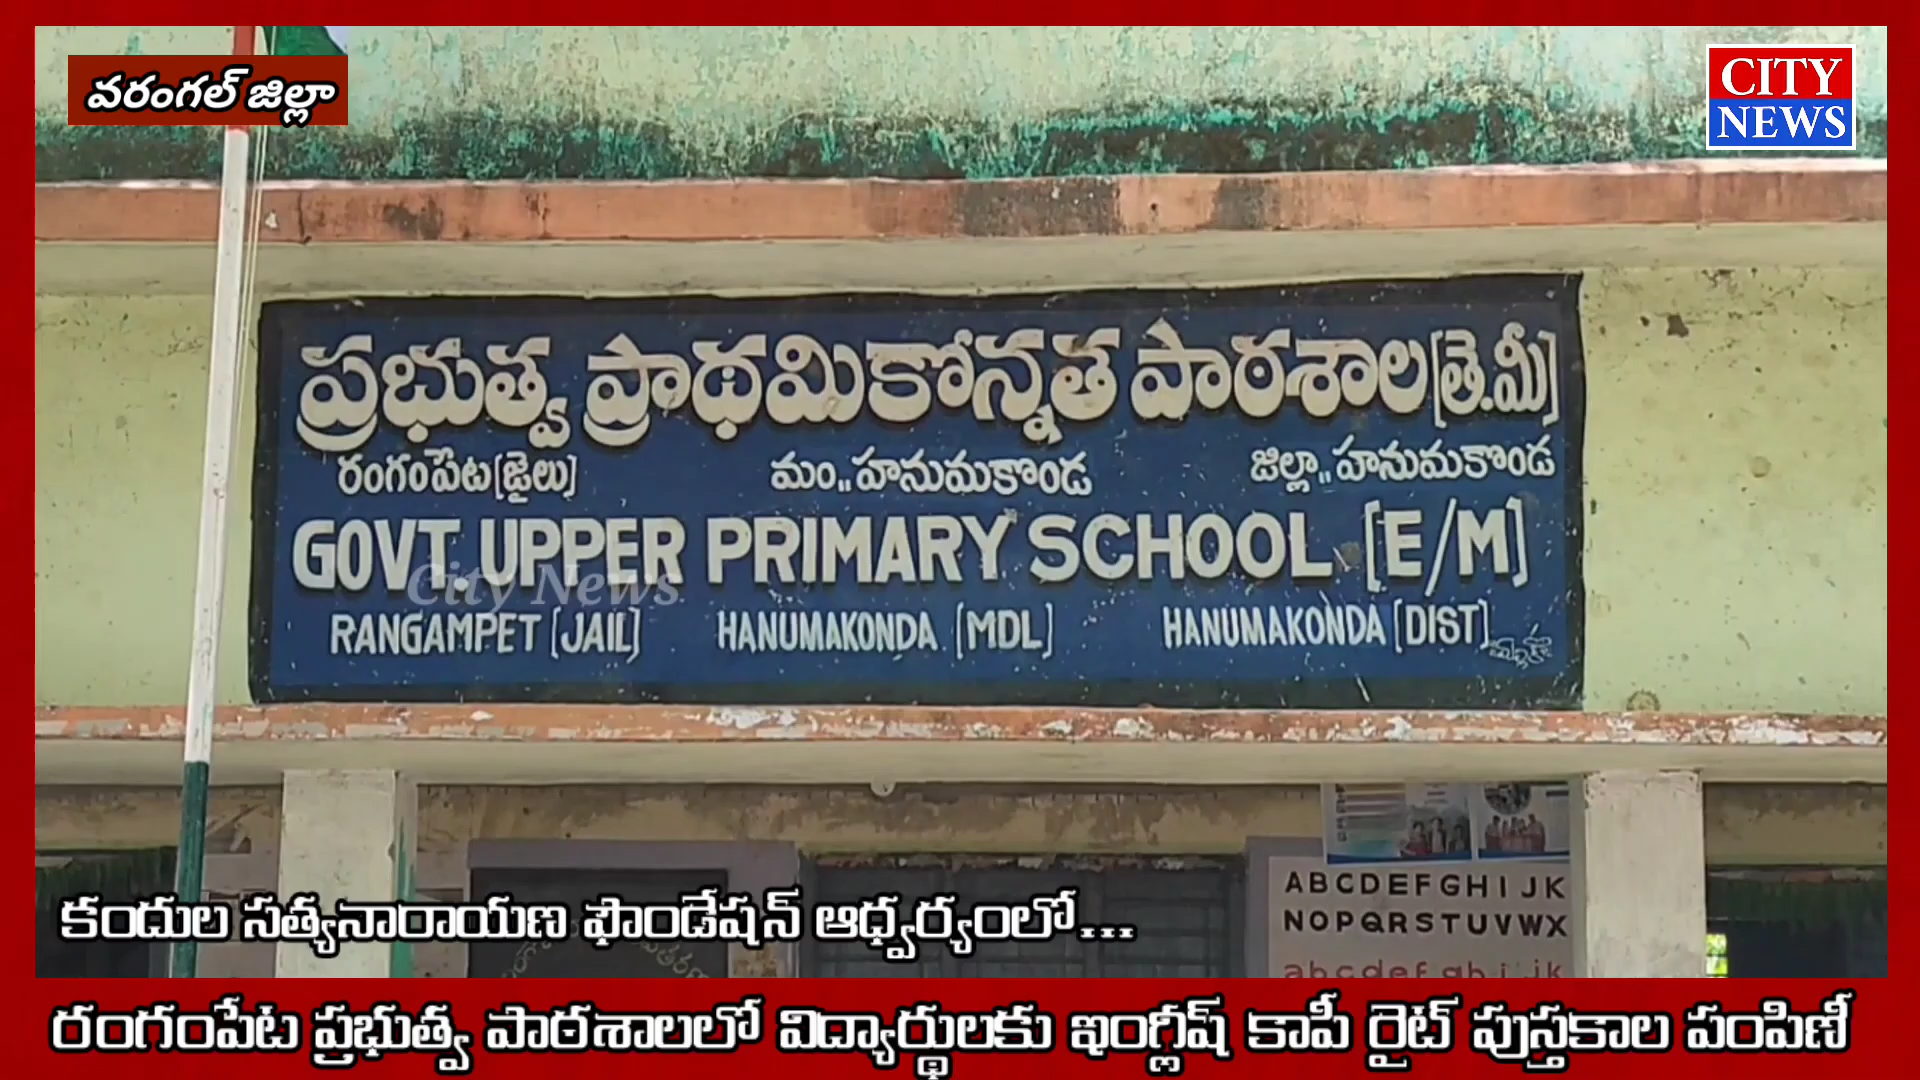 వరంగల్ జిల్లా
CITY
NEWS
ప్రభుత్వ ప్రాథమికోన్నత పాఠశాల[త్రె.మీ]
రంగంపేట[జైలు] మం..హనుమకొండ జిల్లా..హనుమకొండ
GOVT.UPPER PRIMARY SCHOOL [E/M]
City News
RANGAMPET [JAIL] HANUMAKONDA [MDL] HANUMAKONDA [DIST]
ABCDEFGHIJK
NOPQRSTUVWX
abcdefghijk
కందుల సత్యనారాయణ ఫౌండేషన్ ఆధ్వర్యంలో...
రంగంపేట ప్రభుత్వ పాఠశాలలో విద్యార్థులకు ఇంగ్లీష్ కాపీ రైట్ పుస్తకాల పంపిణీ